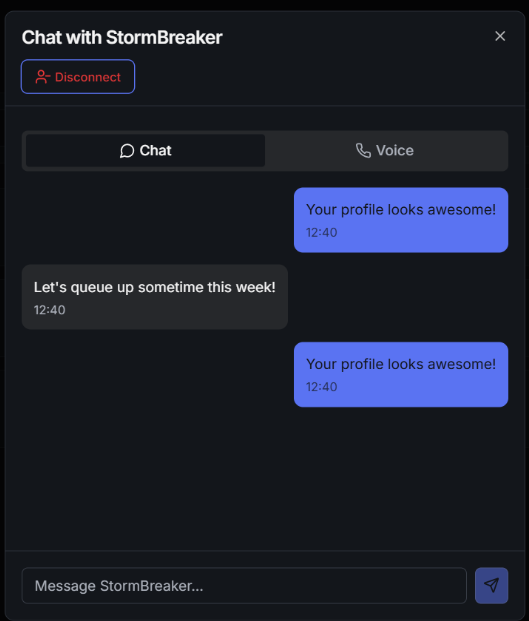 Chat with StormBreaker
Disconnect
Chat
Voice
Your profile looks awesome!
12:40
Let's queue up sometime this week!
12:40
Your profile looks awesome!
12:40
Message StormBreaker...